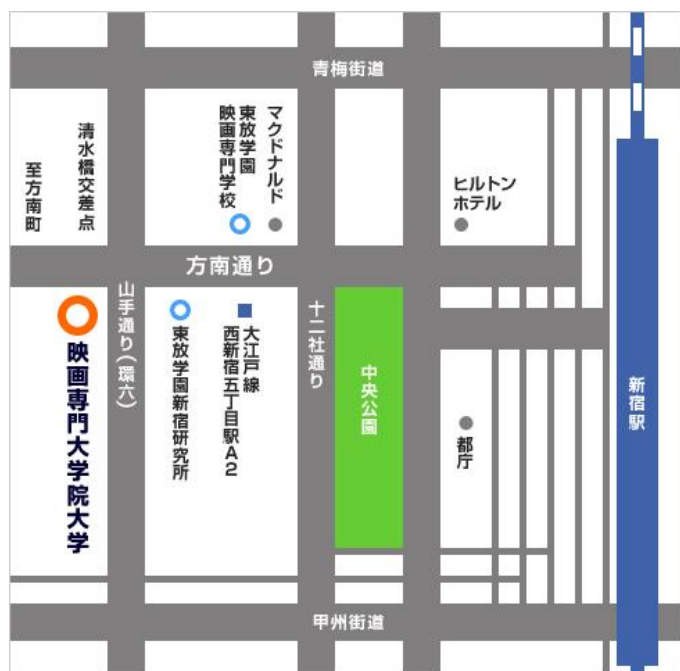 青梅街道
マクドナルド
東放学園
映画専門学校
清水橋交差点
至方南町
ヒルトン
ホテル
方南通り
山手通り(環六)
十二社通り
映画専門大学院大学
東放学園新宿研究所
大江戸線
西新宿五丁目駅A2
中央公園
都庁
新宿駅
甲州街道